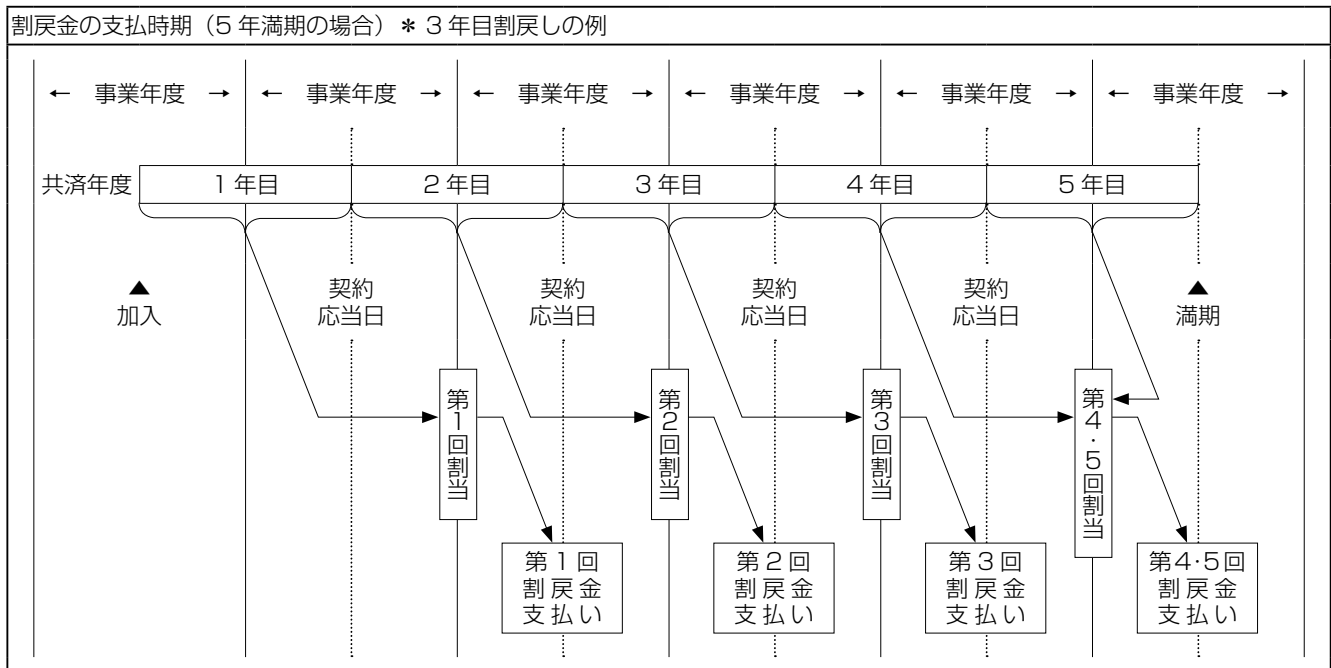 割戻金の支払時期（5年満期の場合）＊3年目割戻しの例
← 事業年度 → ← 事業年度 → ← 事業年度 → ← 事業年度 → ← 事業年度 → ← 事業年度 →
共済年度 1年目 2年目 3年目 4年目 5年目
▲ 契約 契約 契約 契約 ▲
加入 応当日 応当日 応当日 応当日 満期
第1回割当
第2回割当
第3回割当
第4・5回割当
第1回 第2回 第3回 第4・5回
割戻金 割戻金 割戻金 割戻金
支払い 支払い 支払い 支払い